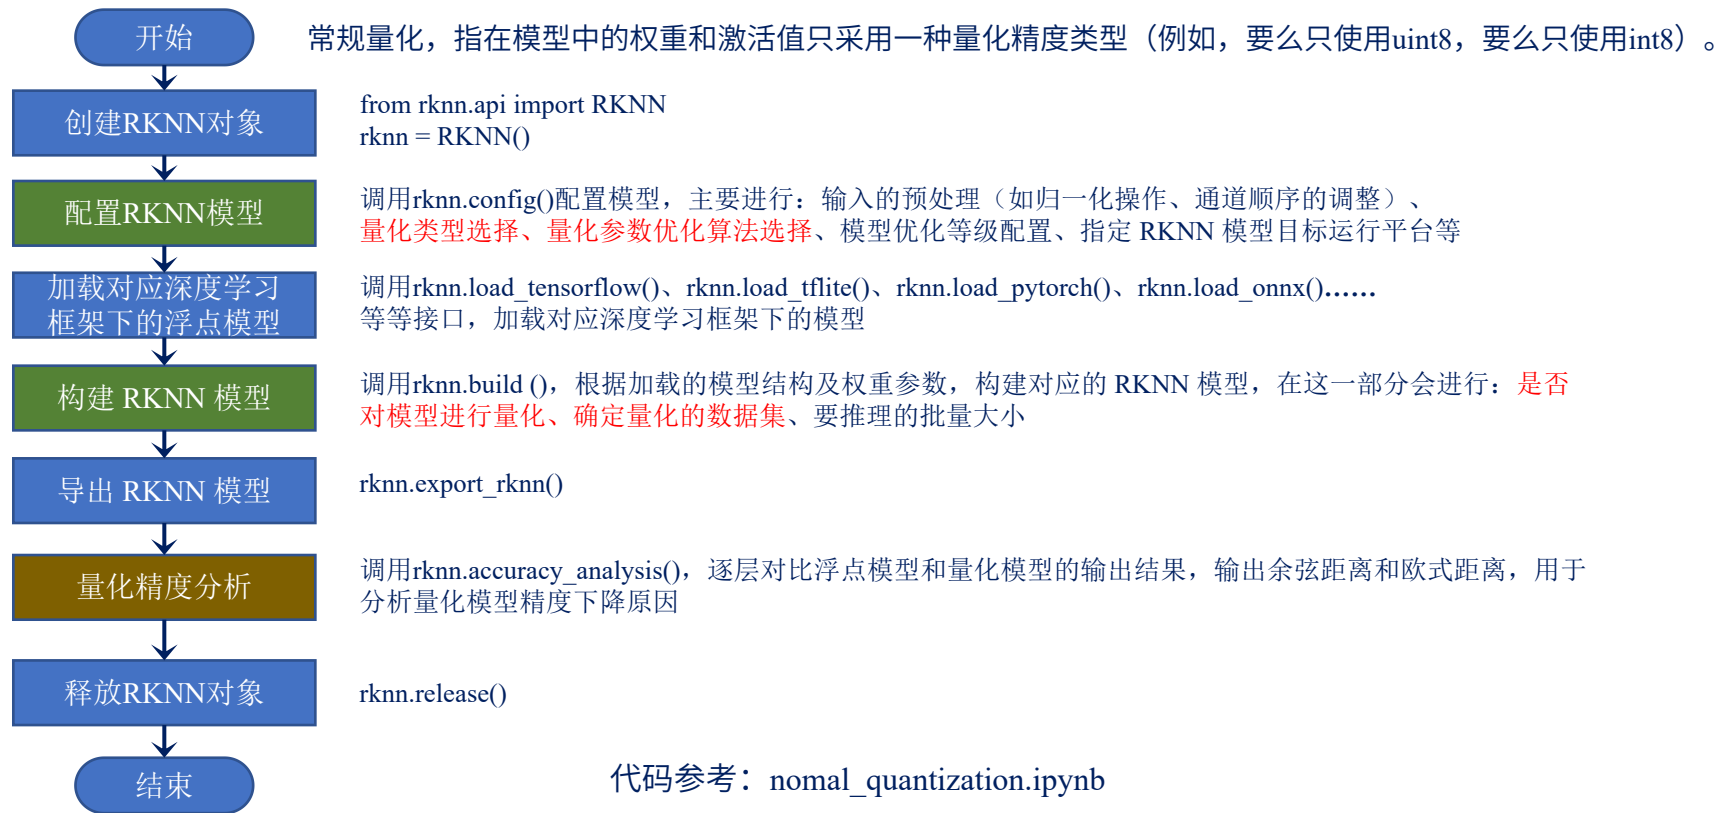 开始
常规量化，指在模型中的权重和激活值只采用一种量化精度类型（例如，要么只使用uint8，要么只使用int8）。
创建RKNN对象
from rknn.api import RKNN
rknn = RKNN()
配置RKNN模型
调用rknn.config()配置模型，主要进行：输入的预处理（如归一化操作、通道顺序的调整）、
量化类型选择、量化参数优化算法选择、模型优化等级配置、指定 RKNN 模型目标运行平台等
加载对应深度学习
框架下的浮点模型
调用rknn.load_tensorflow()、rknn.load_tflite()、rknn.load_pytorch()、rknn.load_onnx()……
等等接口，加载对应深度学习框架下的模型
构建 RKNN 模型
调用rknn.build ()，根据加载的模型结构及权重参数，构建对应的 RKNN 模型，在这一部分会进行：是否
对模型进行量化、确定量化的数据集、要推理的批量大小
导出 RKNN 模型
rknn.export_rknn()
量化精度分析
调用rknn.accuracy_analysis()，逐层对比浮点模型和量化模型的输出结果，输出余弦距离和欧式距离，用于
分析量化模型精度下降原因
释放RKNN对象
rknn.release()
结束
代码参考：nomal_quantization.ipynb